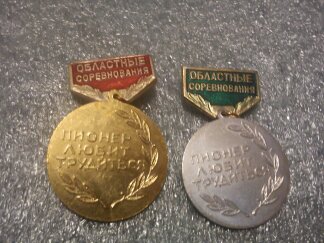 ОБЛАСТНЫЕ
СОРЕВНОВАНИЯ
ПИОНЕР
ЛЮБИТ
ТРУДИТЬСЯ
ОБЛАСТНЫЕ
СОРЕВНОВАНИЯ
ПИОНЕР
ЛЮБИТ
ТРУДИТЬСЯ